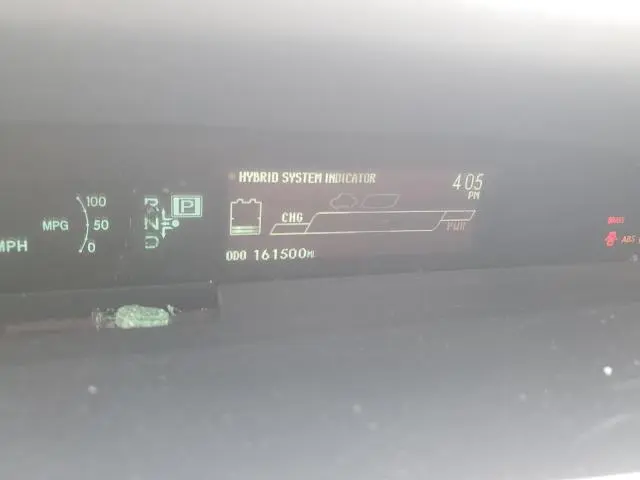 HYBRID SYSTEM INDICATOR
4:05
PM
100
MPG 50
0
MPH
R
N
D
P
CHG
PWR
ODO 161500MI
ABS